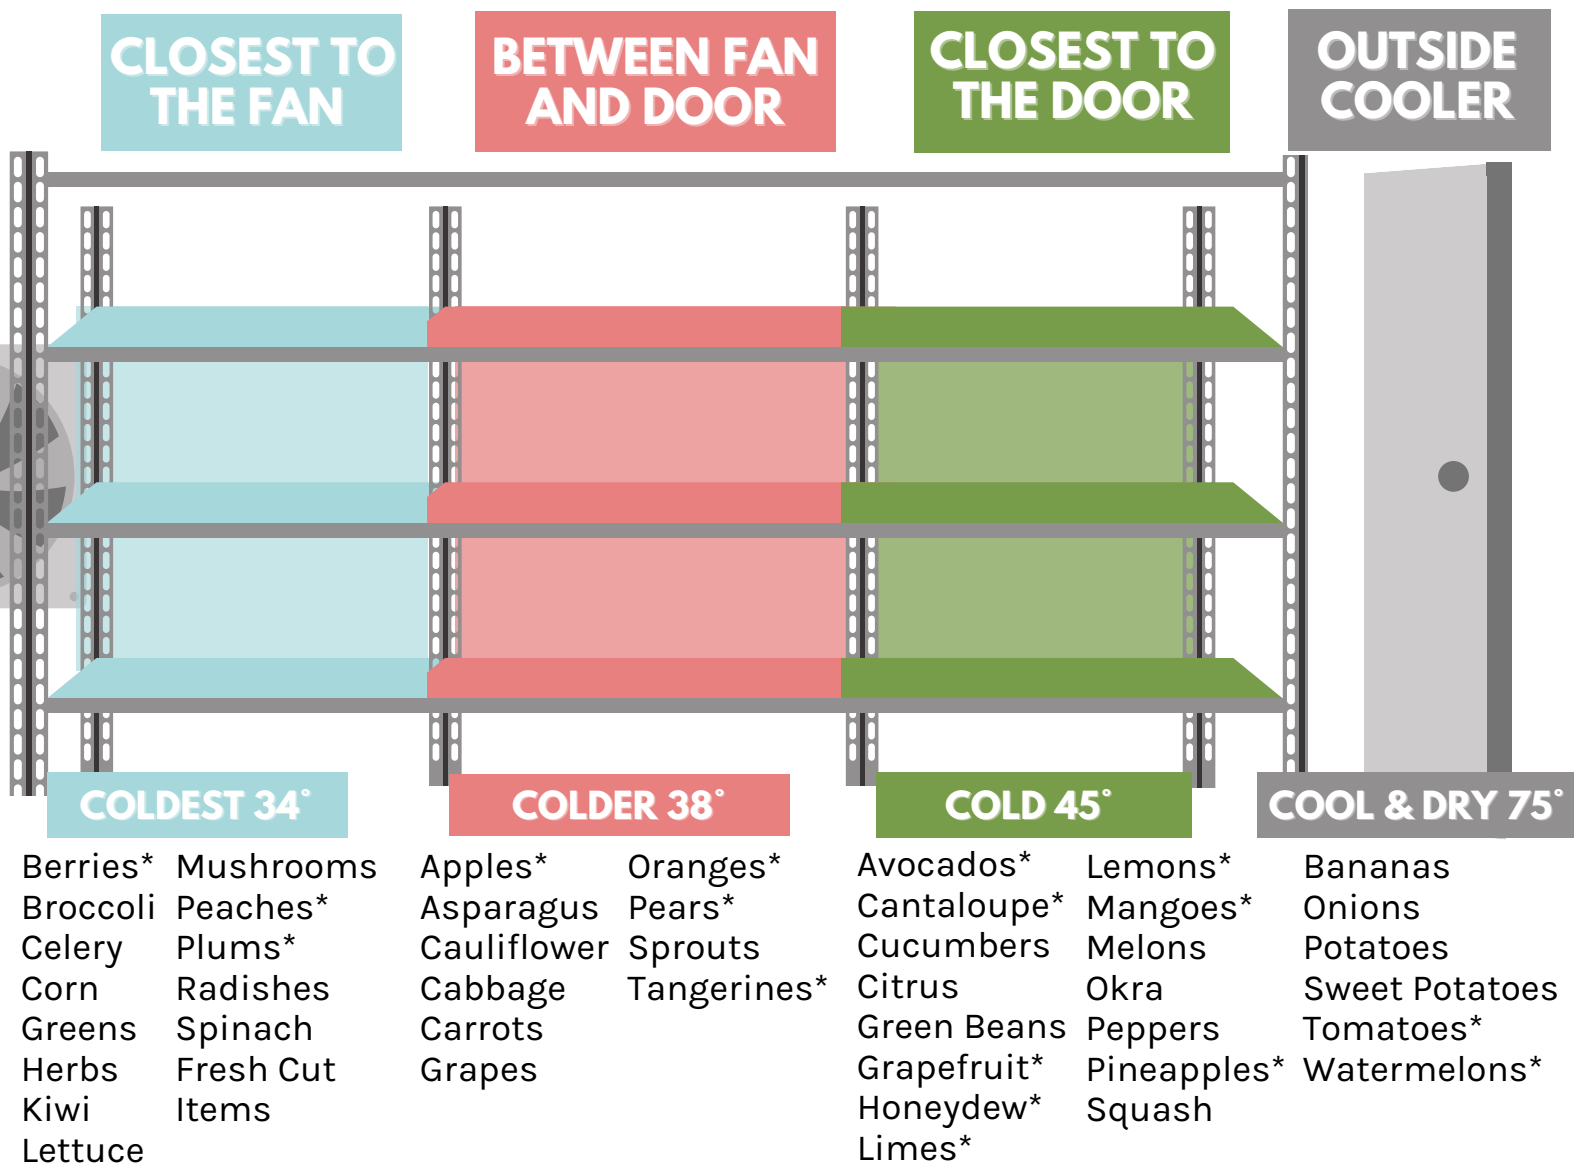 CLOSEST TO
THE FAN
BETWEEN FAN
AND DOOR
CLOSEST TO
THE DOOR
OUTSIDE
COOLER
COLDEST 34°
COLDER 38°
COLD 45°
COOL & DRY 75°
Berries*
Broccoli
Celery
Corn
Greens
Herbs
Kiwi
Lettuce
Mushrooms
Peaches*
Plums*
Radishes
Spinach
Fresh Cut
Items
Apples*
Asparagus
Cauliflower
Cabbage
Carrots
Grapes
Oranges*
Pears*
Sprouts
Tangerines*
Avocados*
Cantaloupe*
Cucumbers
Citrus
Green Beans
Grapefruit*
Honeydew*
Limes*
Lemons*
Mangoes*
Melons
Okra
Peppers
Pineapples*
Squash
Bananas
Onions
Potatoes
Sweet Potatoes
Tomatoes*
Watermelons*